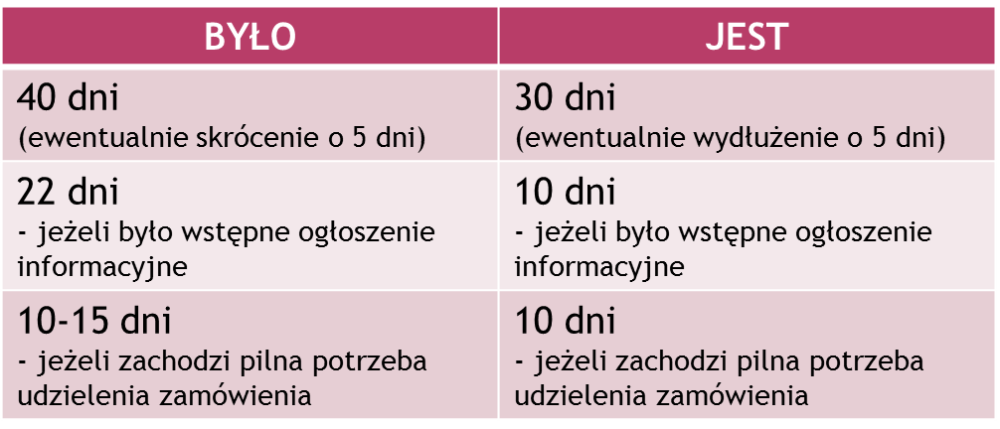 BYŁO
JEST
40 dni
(ewentualnie skrócenie o 5 dni)
30 dni
(ewentualnie wydłużenie o 5 dni)
22 dni
- jeżeli było wstępne ogłoszenie
informacyjne
10 dni
- jeżeli było wstępne ogłoszenie
informacyjne
10-15 dni
- jeżeli zachodzi pilna potrzeba
udzielenia zamówienia
10 dni
- jeżeli zachodzi pilna potrzeba
udzielenia zamówienia